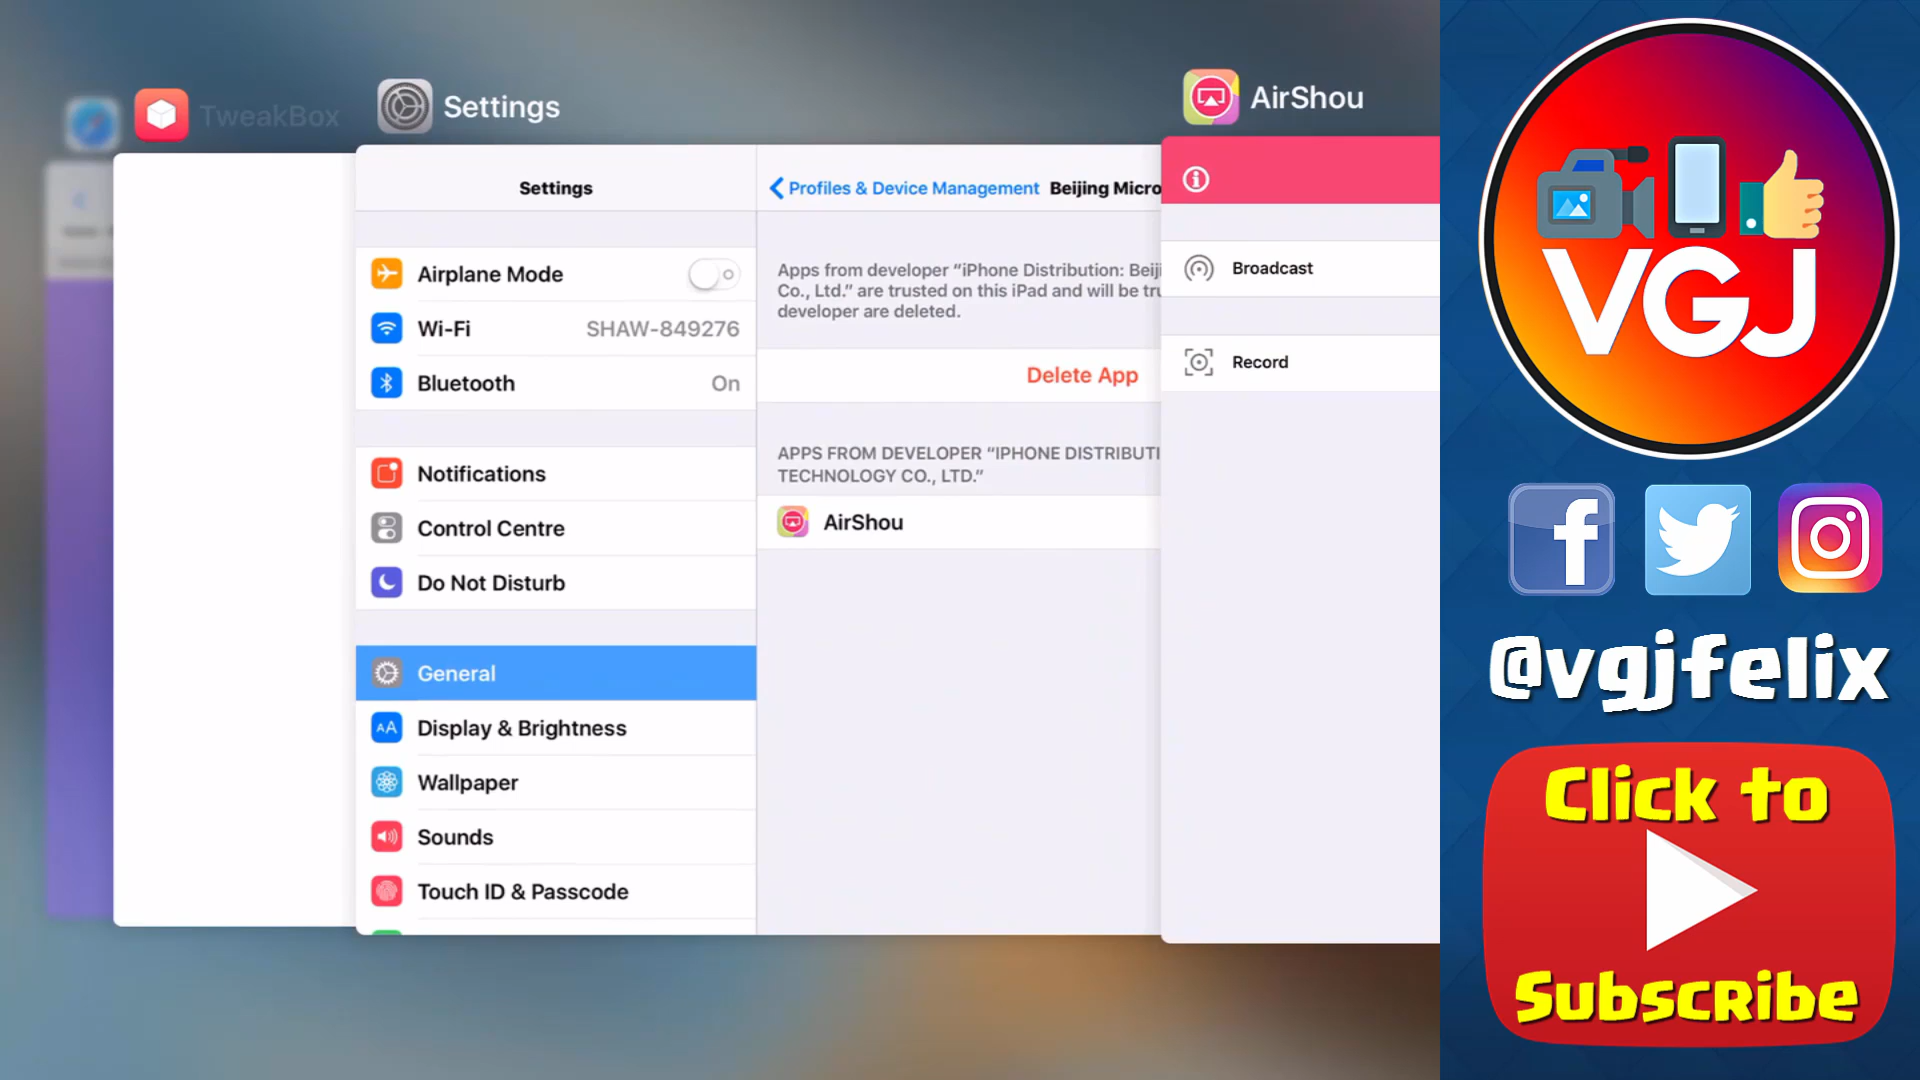 TweakBox
Settings
AirShou
Settings
Airplane Mode
Wi-Fi SHAW-849276
Bluetooth On
Notifications
Control Centre
Do Not Disturb
General
AA Display & Brightness
Wallpaper
Sounds
Touch ID & Passcode
Profiles & Device Management Beijing Micro
Apps from developer “iPhone Distribution: Beiji
Co., Ltd.” are trusted on this iPad and will be tru
developer are deleted.
Delete App
APPS FROM DEVELOPER “IPHONE DISTRIBUTI
TECHNOLOGY CO., LTD.”
AirShou
Broadcast
Record
VGJ
f
@vgjfelix
Click to
Subscribe